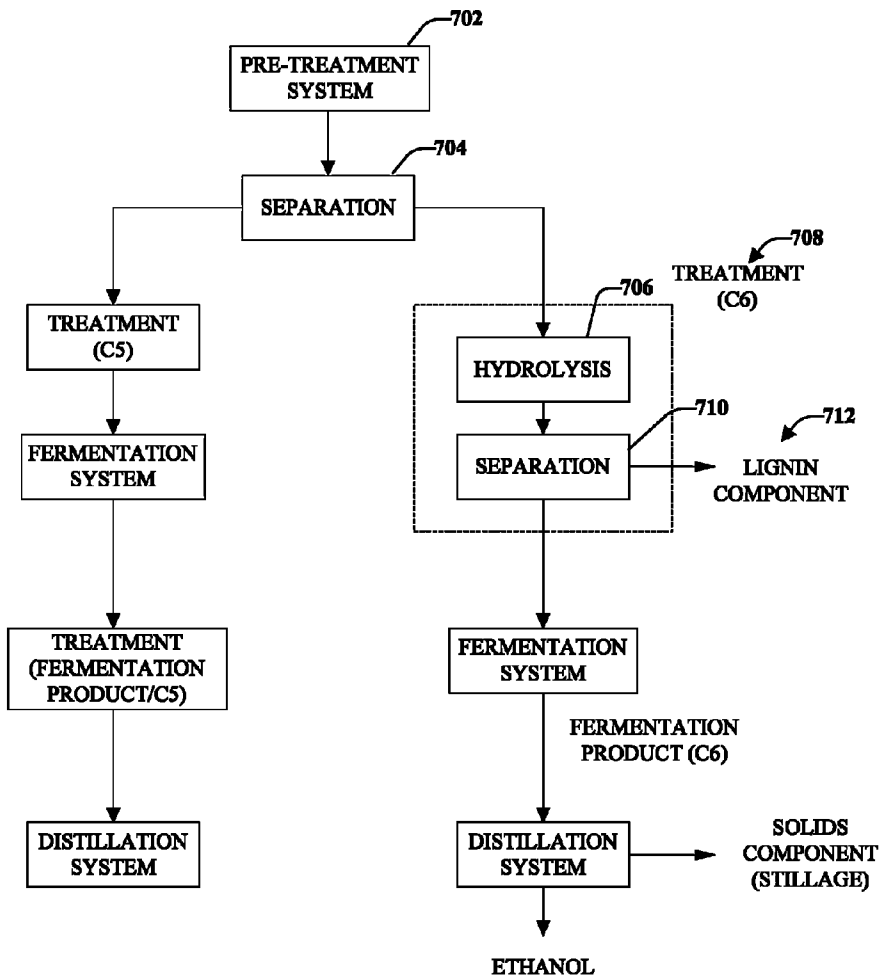 702
PRE-TREATMENT
SYSTEM
704
SEPARATION
708
TREATMENT
(C6)
706
TREATMENT
(C5)
HYDROLYSIS
710
712
FERMENTATION
SYSTEM
SEPARATION
LIGNIN
COMPONENT
TREATMENT
(FERMENTATION
PRODUCT/C5)
FERMENTATION
SYSTEM
FERMENTATION
PRODUCT (C6)
DISTILLATION
SYSTEM
DISTILLATION
SYSTEM
SOLIDS
COMPONENT
(STILLAGE)
ETHANOL